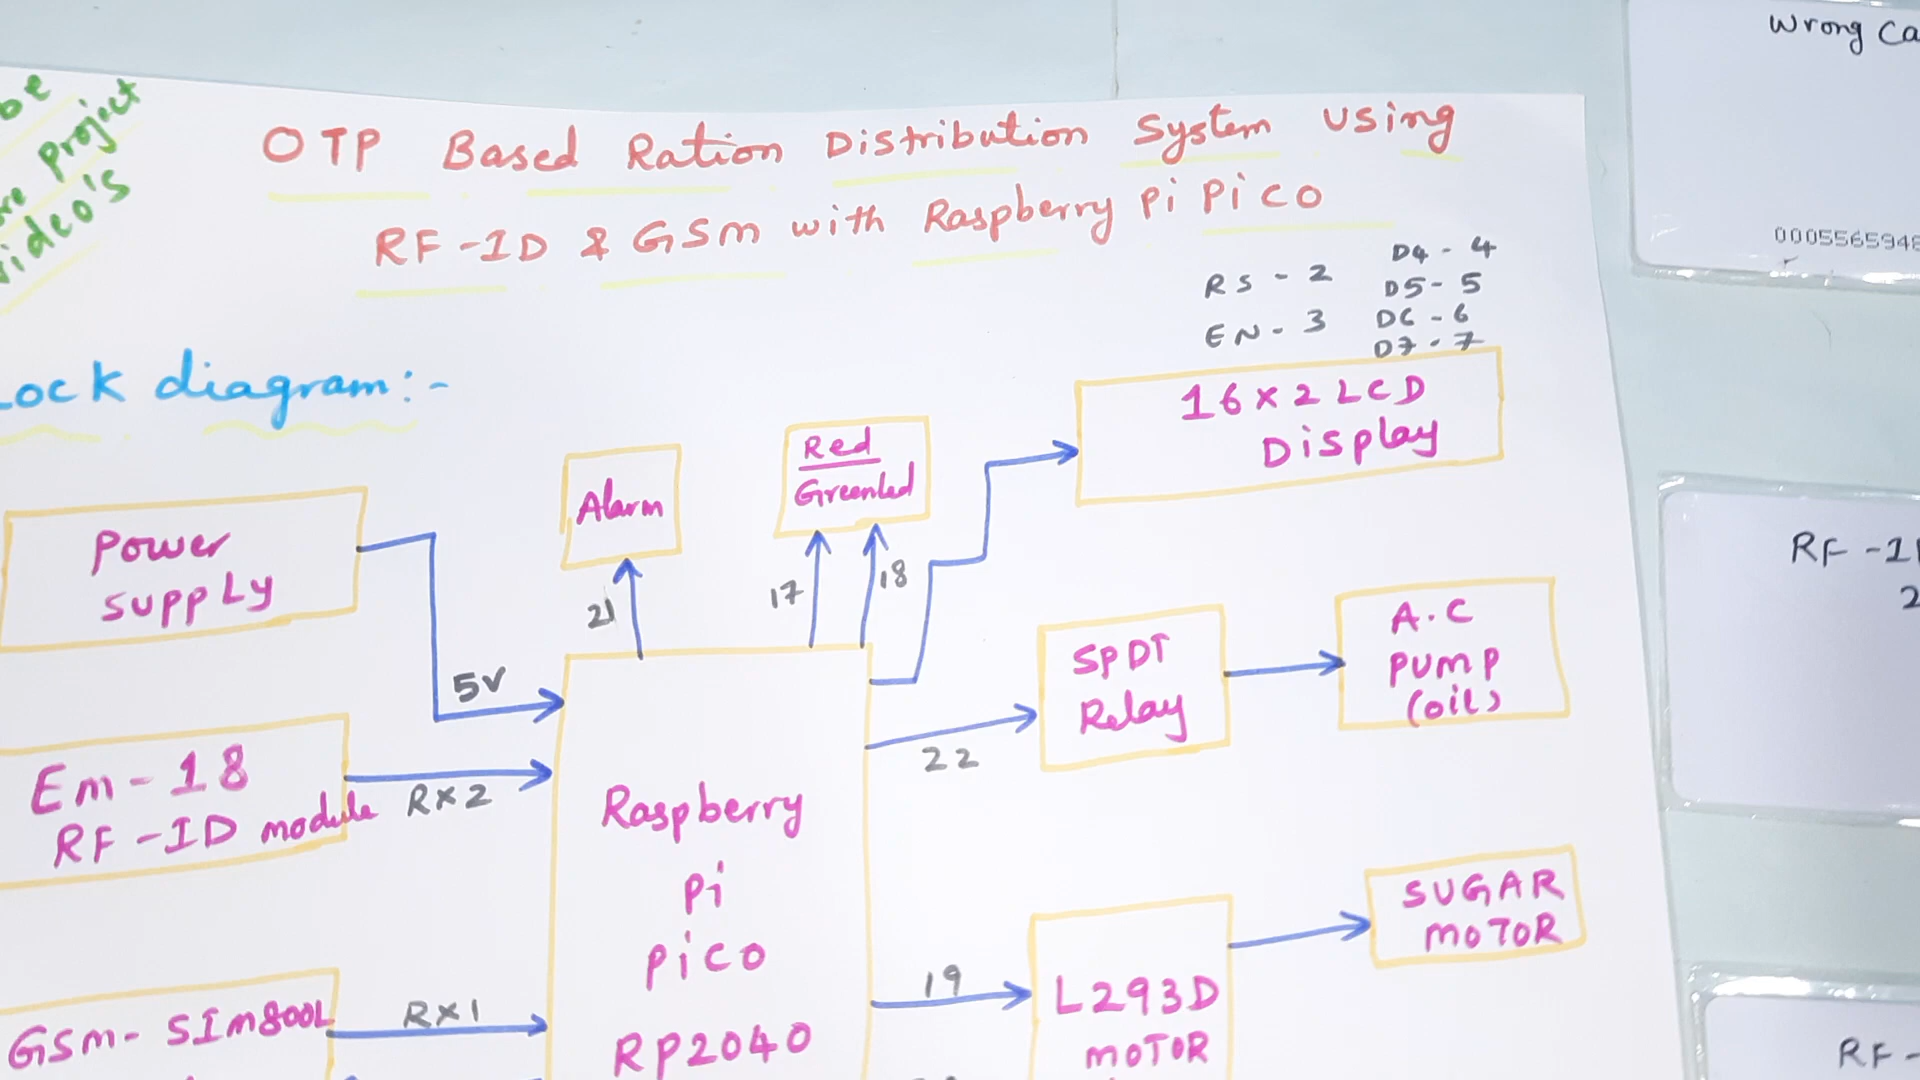 Project
Video's
OTP Based Ration Distribution System Using
RF-ID & GSM with Raspberry Pi Pico
RS - 2
EN - 3
D4 - 4
D5 - 5
D6 - 6
D7 - 7
diagram:-
16x2 LCD
Display
Red
Greenled
Alarm
Power
Supply
21
17
18
5V
SPDT
Relay
A.C
Pump
(oil)
22
Em-18
RF-ID module
RX2
Raspberry
Pi
Pico
RP2040
SUGAR
MOTOR
19
L293D
MOTOR
GSM-SIM800L
RX1
Wrong
0005565948
RF
2
RF-